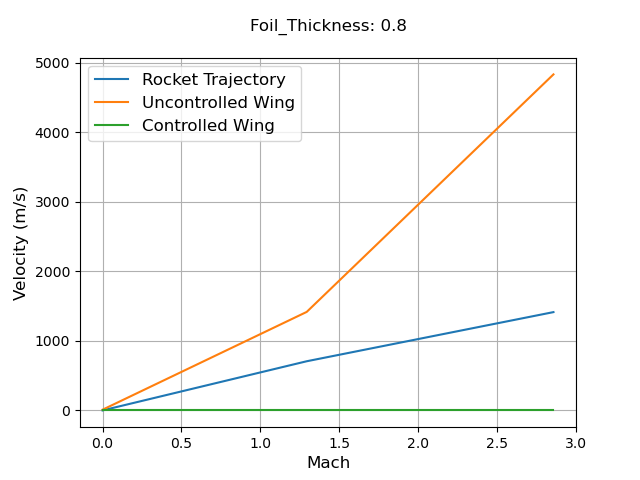 Foil_Thickness: 0.8
Rocket Trajectory
Uncontrolled Wing
Controlled Wing
Velocity (m/s)
5000
4000
3000
2000
1000
0
0.0 0.5 1.0 1.5 2.0 2.5 3.0
Mach